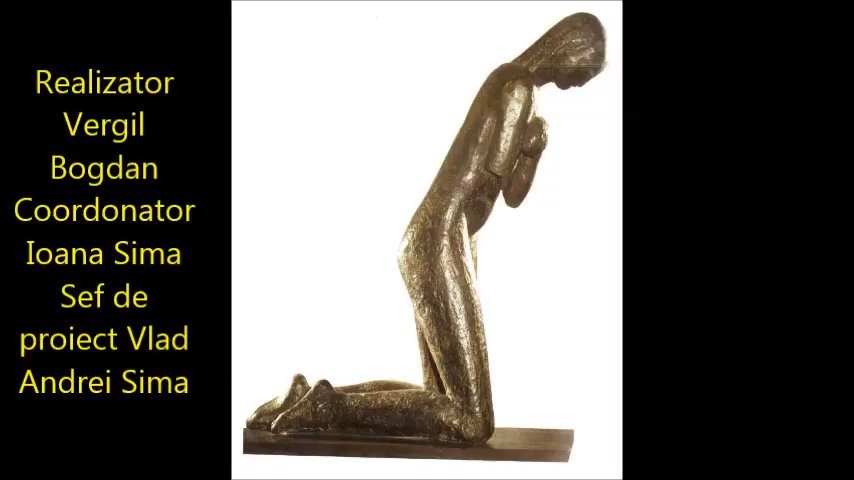 Realizator
Vergil
Bogdan
Coordonator
Ioana Sima
Sef de
proiect Vlad
Andrei Sima